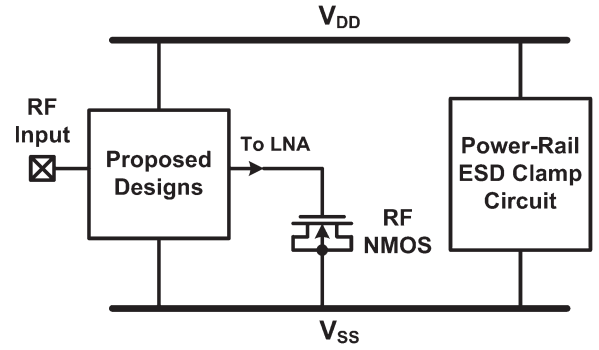 VDD
RF
Input
Proposed
Designs
To LNA
RF
NMOS
Power-Rail
ESD Clamp
Circuit
VSS